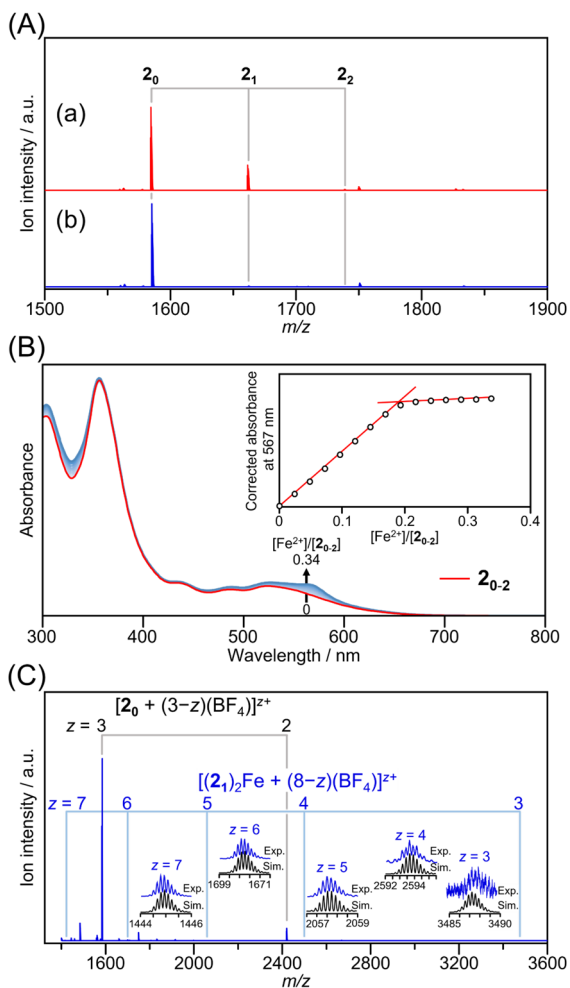 (A)
2₀ 2₁ 2₂
(a)
(b)
Ion intensity / a.u.
1500 1600 1700 1800 1900
m/z
(B)
Absorbance
Corrected absorbance
at 567 nm
0 0.1 0.2 0.3 0.4
[Fe²⁺]/[2₀₋₂]
[Fe²⁺]/[2₀₋₂]
0.34
0
2₀₋₂
300 400 500 600 700 800
Wavelength / nm
(C)
[2₀ + (3−z)(BF₄)]ᶻ⁺
z = 3 2
[(2₁)₂Fe + (8−z)(BF₄)]ᶻ⁺
z = 7 6 5 4 3
Ion intensity / a.u.
z = 7
Exp.
Sim.
1444 1446
z = 6
Exp.
Sim.
1699 1671
z = 5
Exp.
Sim.
2057 2059
z = 4
Exp.
Sim.
2592 2594
z = 3
Exp.
Sim.
3485 3490
1600 2000 2400 2800 3200 3600
m/z